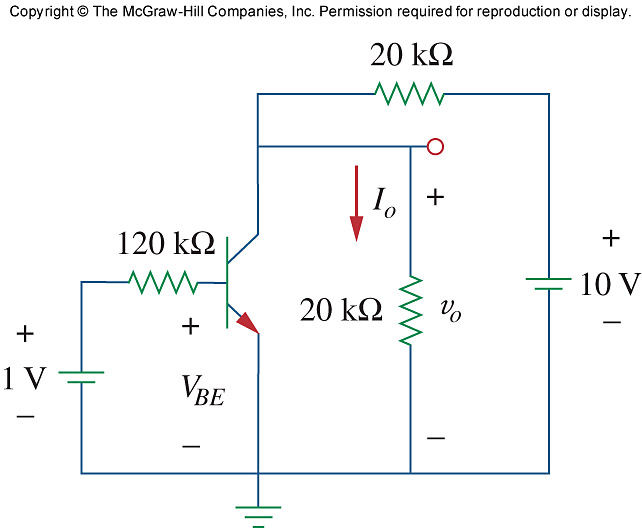 Copyright © The McGraw-Hill Companies, Inc. Permission required for reproduction or display.
20 kΩ
+
I_o
120 kΩ
+
10 V
20 kΩ
v_o
+
+
−
1 V
V_BE
−
−
−